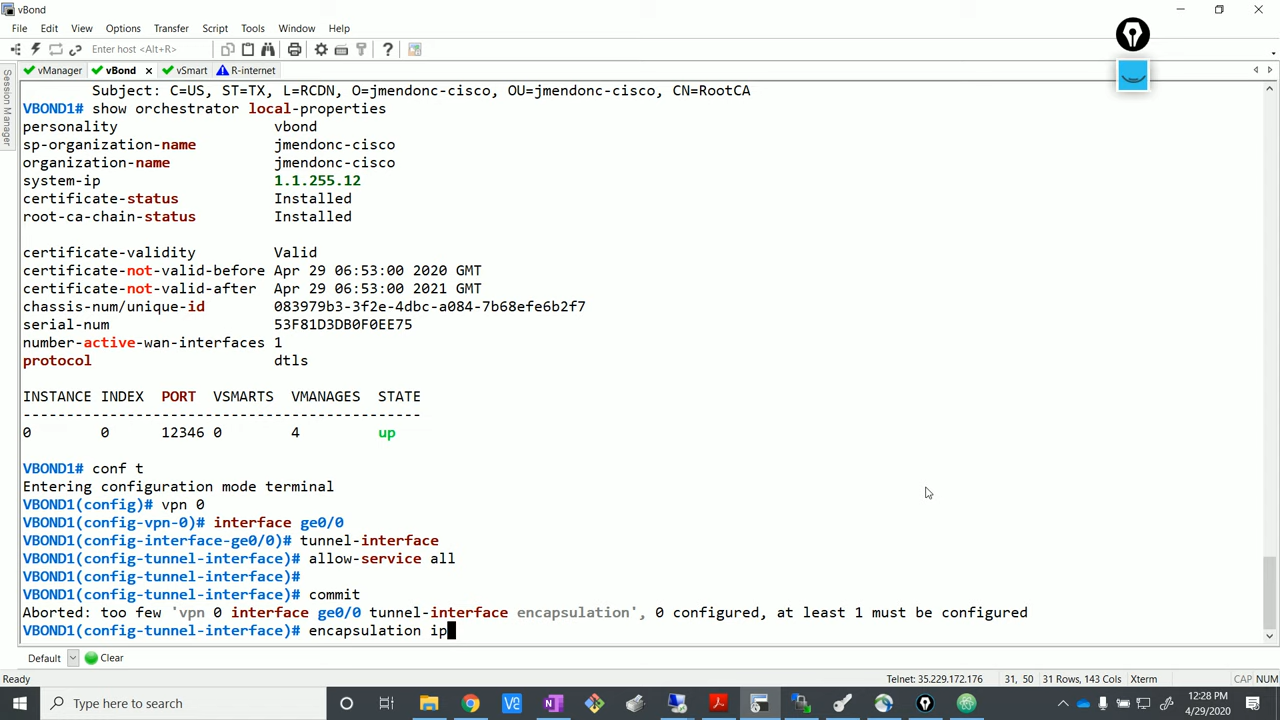 vBond
File Edit View Options Transfer Script Tools Window Help
Enter host <Alt+R>
Session Manager
vManager vBond vSmart R-internet
Subject: C=US, ST=TX, L=RCDN, O=jmendonc-cisco, OU=jmendonc-cisco, CN=RootCA
VBOND1# show orchestrator local-properties
personality vbond
sp-organization-name jmendonc-cisco
organization-name jmendonc-cisco
system-ip 1.1.255.12
certificate-status Installed
root-ca-chain-status Installed
certificate-validity Valid
certificate-not-valid-before Apr 29 06:53:00 2020 GMT
certificate-not-valid-after Apr 29 06:53:00 2021 GMT
chassis-num/unique-id 083979b3-3f2e-4dbc-a084-7b68efe6b2f7
serial-num 53F81D3DB0F0EE75
number-active-wan-interfaces 1
protocol dtls
INSTANCE INDEX PORT VSMARTS VMANAGES STATE
------------------------------------------------
0 0 12346 0 4 up
VBOND1# conf t
Entering configuration mode terminal
VBOND1(config)# vpn 0
VBOND1(config-vpn-0)# interface ge0/0
VBOND1(config-interface-ge0/0)# tunnel-interface
VBOND1(config-tunnel-interface)# allow-service all
VBOND1(config-tunnel-interface)#
VBOND1(config-tunnel-interface)# commit
Aborted: too few 'vpn 0 interface ge0/0 tunnel-interface encapsulation', 0 configured, at least 1 must be configured
VBOND1(config-tunnel-interface)# encapsulation ip
Default Clear
Ready Telnet: 35.229.172.176 31, 50 31 Rows, 143 Cols Xterm CAP NUM
Type here to search
12:28 PM
4/29/2020